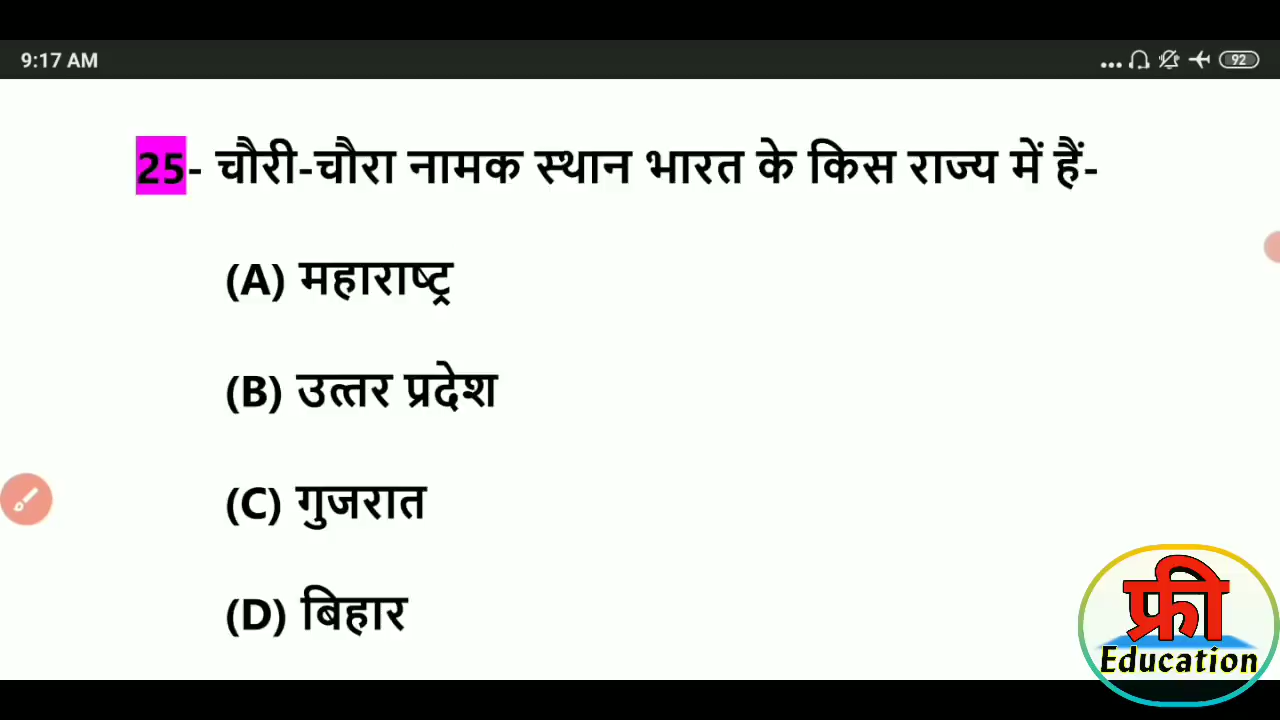 9:17 AM
92
25- चौरी-चौरा नामक स्थान भारत के किस राज्य में हैं-
(A) महाराष्ट्र
(B) उत्तर प्रदेश
(C) गुजरात
(D) बिहार
फ्री
Education